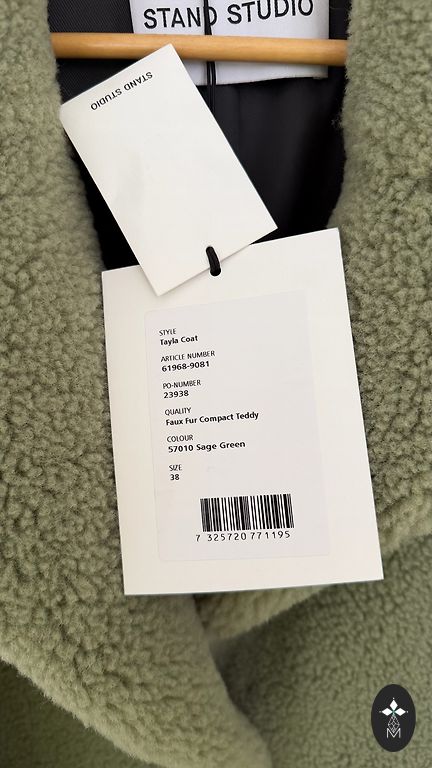 STAND STUDIO
STAND STUDIO
STYLE
Tayla Coat
ARTICLE NUMBER
61968-9081
PO-NUMBER
23938
QUALITY
Faux Fur Compact Teddy
COLOUR
57010 Sage Green
SIZE
38
7 325720 771195
M